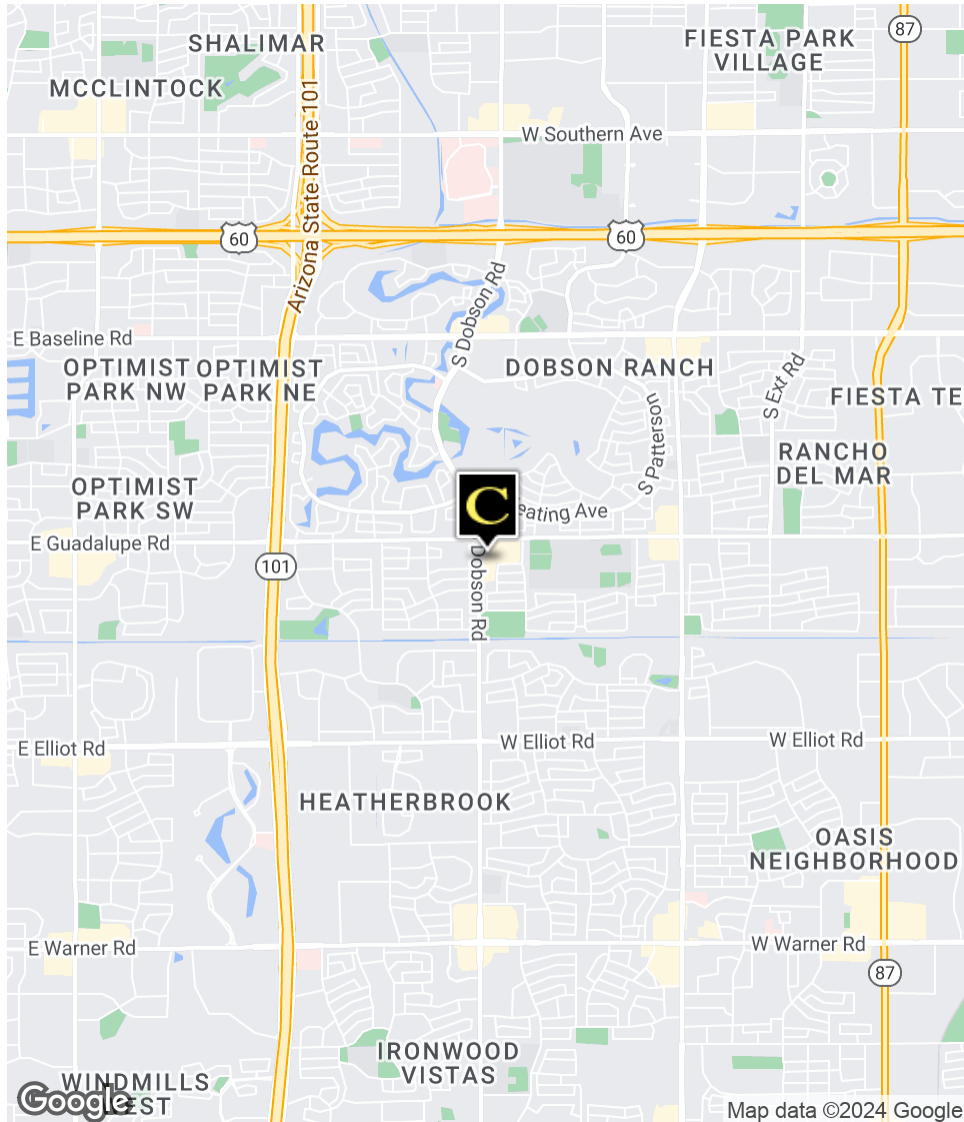 87
SHALIMAR
FIESTA PARK
VILLAGE
MCCLINTOCK
Arizona State Route 101
W Southern Ave
60
60
S Dobson Rd
E Baseline Rd
OPTIMIST
PARK NW
OPTIMIST
PARK NE
DOBSON RANCH
S Ext Rd
FIESTA TE
S Patterson
RANCHO
DEL MAR
OPTIMIST
PARK SW
C
eating Ave
E Guadalupe Rd
101
Dobson Rd
E Elliot Rd
W Elliot Rd
W Elliot Rd
HEATHERBROOK
OASIS
NEIGHBORHOOD
E Warner Rd
W Warner Rd
87
IRONWOOD
VISTAS
WINDMILLS
EST
Google
Map data ©2024 Google